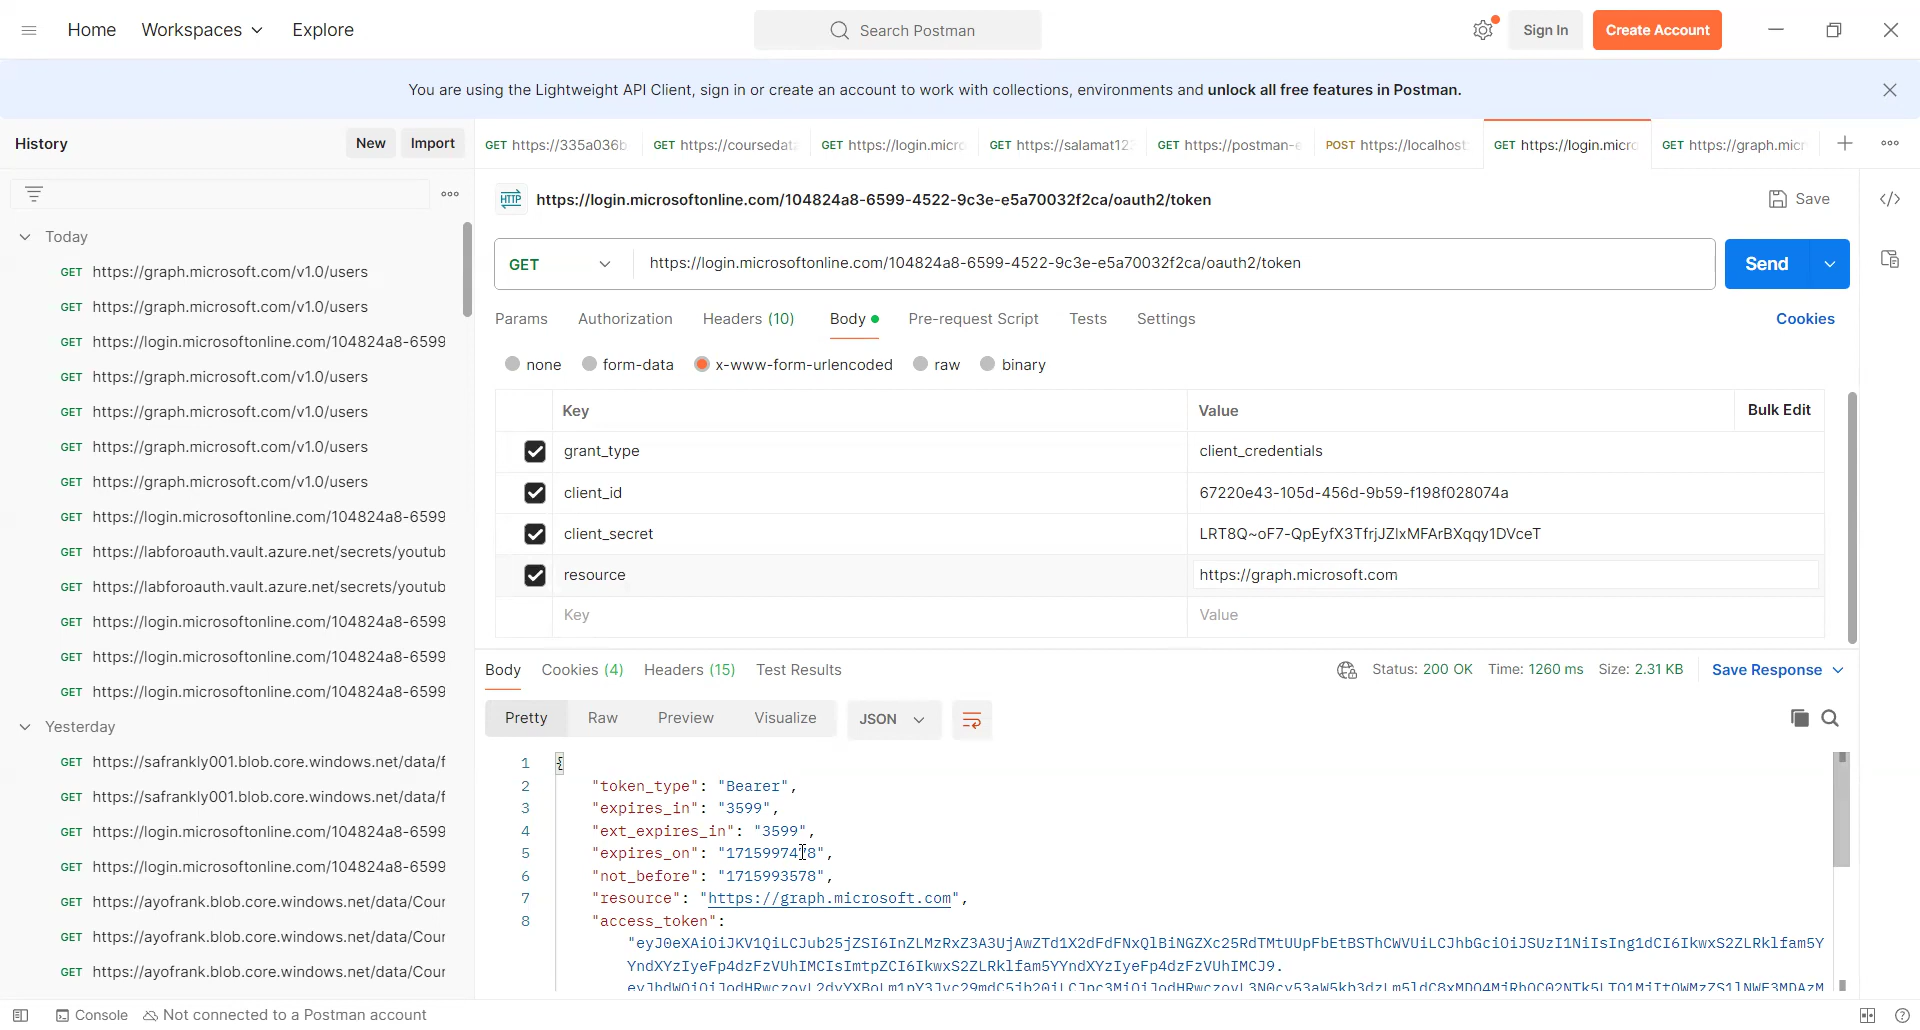 Home Workspaces Explore Search Postman Sign In Create Account
You are using the Lightweight API Client, sign in or create an account to work with collections, environments and unlock all free features in Postman.
History New Import
Today
GET https://graph.microsoft.com/v1.0/users
GET https://graph.microsoft.com/v1.0/users
GET https://login.microsoftonline.com/104824a8-6599
GET https://graph.microsoft.com/v1.0/users
GET https://graph.microsoft.com/v1.0/users
GET https://graph.microsoft.com/v1.0/users
GET https://graph.microsoft.com/v1.0/users
GET https://login.microsoftonline.com/104824a8-6599
GET https://labforoauth.vault.azure.net/secrets/youtub
GET https://labforoauth.vault.azure.net/secrets/youtub
GET https://login.microsoftonline.com/104824a8-6599
GET https://login.microsoftonline.com/104824a8-6599
GET https://login.microsoftonline.com/104824a8-6599
Yesterday
GET https://safrankly001.blob.core.windows.net/data/f
GET https://safrankly001.blob.core.windows.net/data/f
GET https://login.microsoftonline.com/104824a8-6599
GET https://login.microsoftonline.com/104824a8-6599
GET https://ayofrank.blob.core.windows.net/data/Cour
GET https://ayofrank.blob.core.windows.net/data/Cour
GET https://ayofrank.blob.core.windows.net/data/Cour
GET https://335a036b GET https://coursedata GET https://login.micro GET https://salamat122 GET https://postman-e POST https://localhost: GET https://login.micro GET https://graph.micr
HTTP https://login.microsoftonline.com/104824a8-6599-4522-9c3e-e5a70032f2ca/oauth2/token Save
GET https://login.microsoftonline.com/104824a8-6599-4522-9c3e-e5a70032f2ca/oauth2/token Send
Params Authorization Headers (10) Body Pre-request Script Tests Settings Cookies
none form-data x-www-form-urlencoded raw binary
Key Value Bulk Edit
grant_type client_credentials
client_id 67220e43-105d-456d-9b59-f198f028074a
client_secret LRT8Q~oF7-QpEyfX3TfrjJZlxMFArBXqqy1DVceT
resource https://graph.microsoft.com
Key Value
Body Cookies (4) Headers (15) Test Results Status: 200 OK Time: 1260 ms Size: 2.31 KB Save Response
Pretty Raw Preview Visualize JSON
1 {
2 "token_type": "Bearer",
3 "expires_in": "3599",
4 "ext_expires_in": "3599",
5 "expires_on": "1715997478",
6 "not_before": "1715993578",
7 "resource": "https://graph.microsoft.com",
8 "access_token":
"eyJ0eXAiOiJKV1QiLCJub25jZSI6InZLMzRxZ3A3UjAwZTd1X2dFdFNxQlBiNGZXc25RdTMtUUpFbEtBSThCWVUiLCJhbGciOiJSUzI1NiIsIng1dCI6IkwxS2ZLRklfam5Y
YndXYzIyeFp4dzFzVUhIMCIsImtpZCI6IkwxS2ZLRklfam5YYndXYzIyeFp4dzFzVUhIMCJ9.
Console Not connected to a Postman account